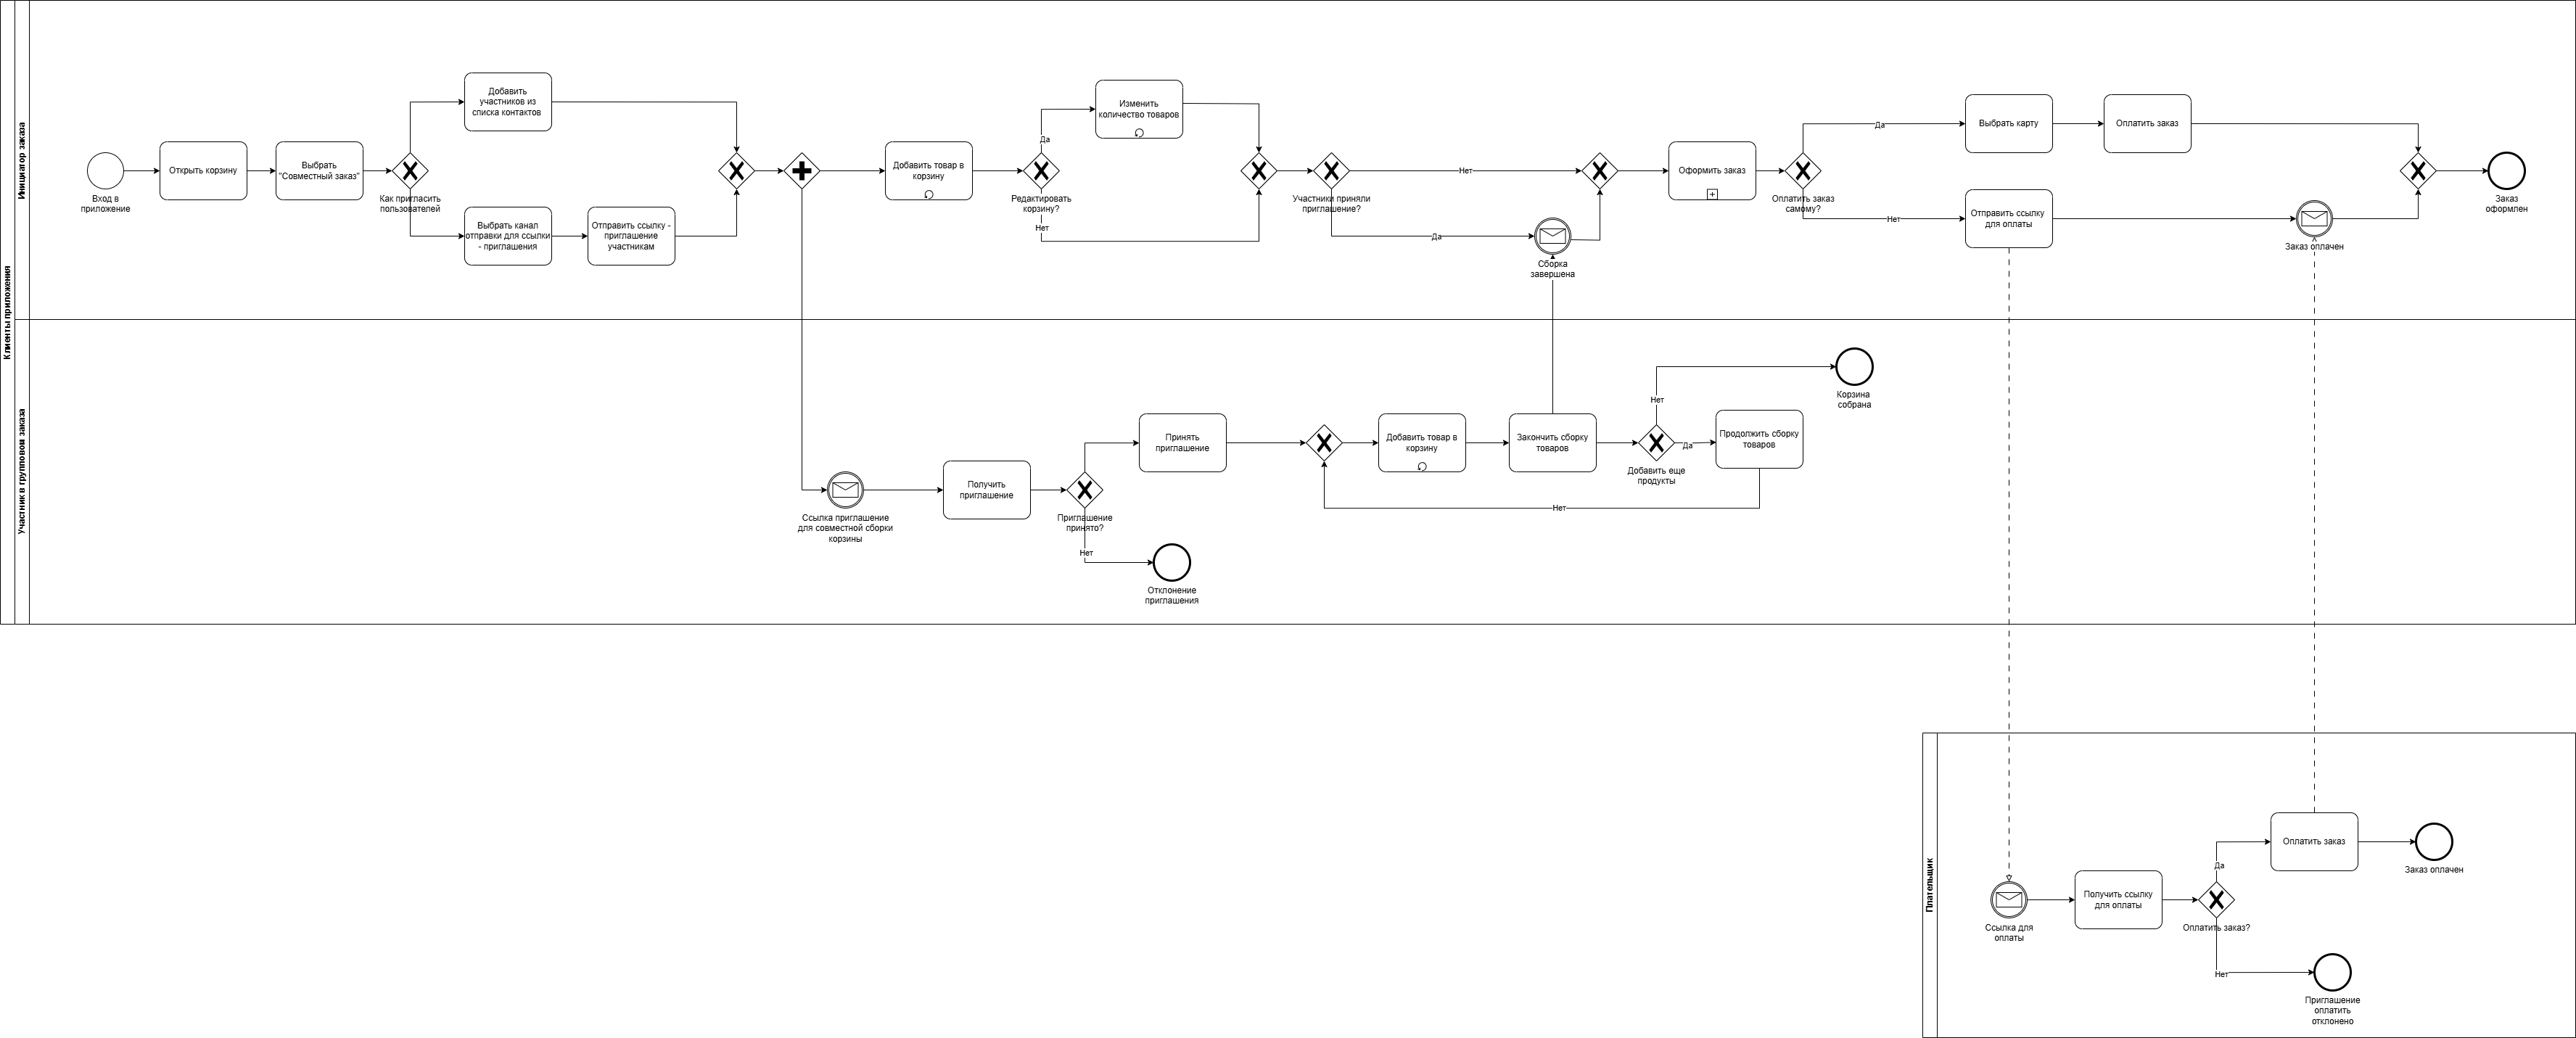 Клиенты приложения
Инициатор заказа
Вход в
приложение
Открыть корзину
Выбрать
"Совместный заказ"
Как пригласить
пользователей
Добавить
участников из
списка контактов
Выбрать канал
отправки для ссылки
- приглашения
Отправить ссылку -
приглашение
участникам
Добавить товар в
корзину
Редактировать
корзину?
Да
Нет
Изменить
количество товаров
Участники приняли
приглашение?
Нет
Да
Сборка
завершена
Оформить заказ
Оплатить заказ
самому?
Да
Нет
Выбрать карту
Оплатить заказ
Отправить ссылку
для оплаты
Заказ оплачен
Заказ
оформлен
Участник в групповом заказа
Ссылка приглашение
для совместной сборки
корзины
Получить
приглашение
Приглашение
принято?
Нет
Принять
приглашение
Отклонение
приглашения
Добавить товар в
корзину
Закончить сборку
товаров
Добавить еще
продукты
Нет
Да
Продолжить сборку
товаров
Нет
Корзина
собрана
Плательщик
Ссылка для
оплаты
Получить ссылку
для оплаты
Оплатить заказ?
Да
Нет
Оплатить заказ
Заказ оплачен
Приглашение
оплатить
отклонено